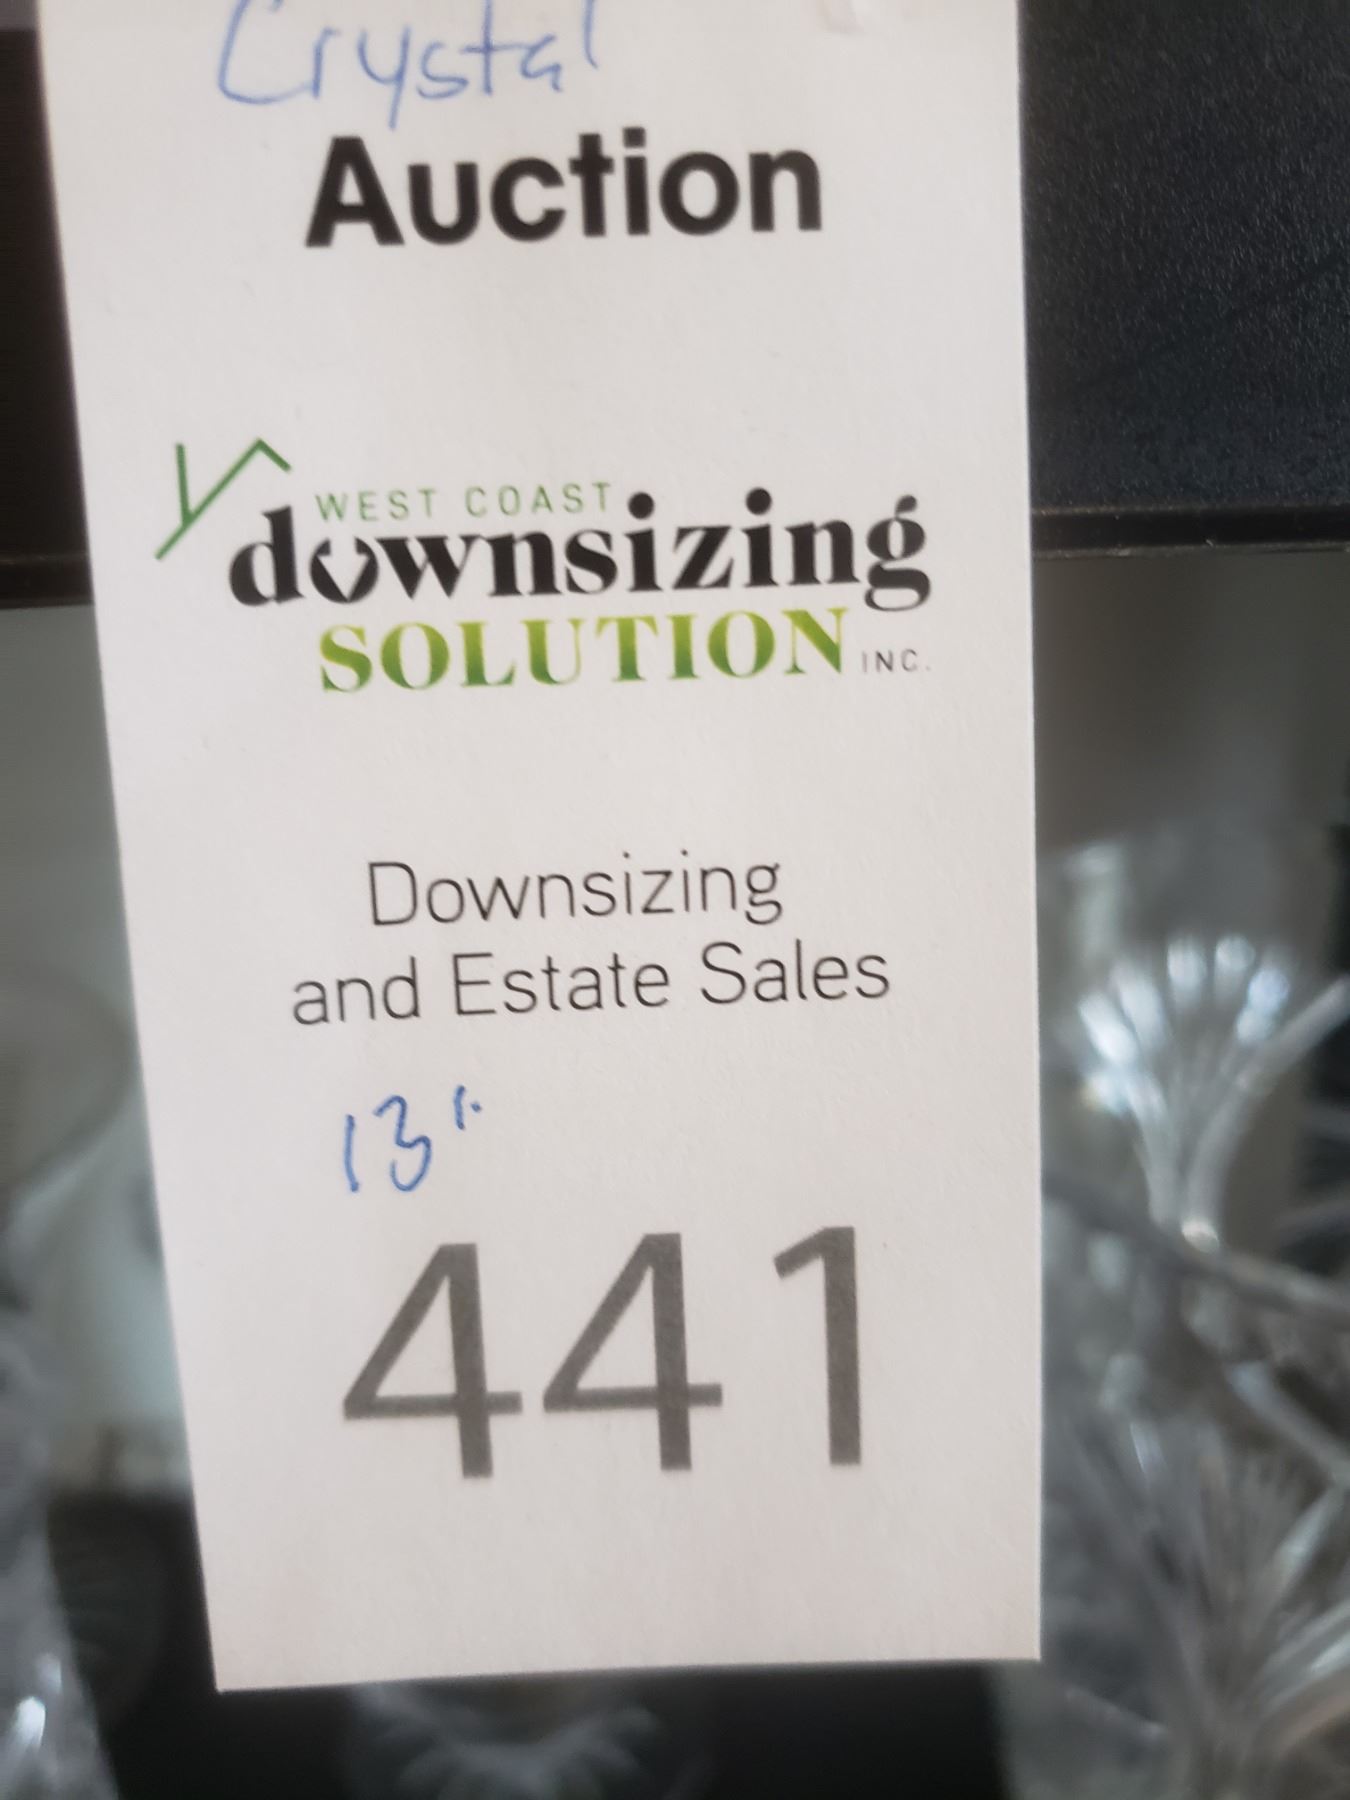 Crystal
Auction
WEST COAST
downsizing
SOLUTION INC.
Downsizing
and Estate Sales
13
441